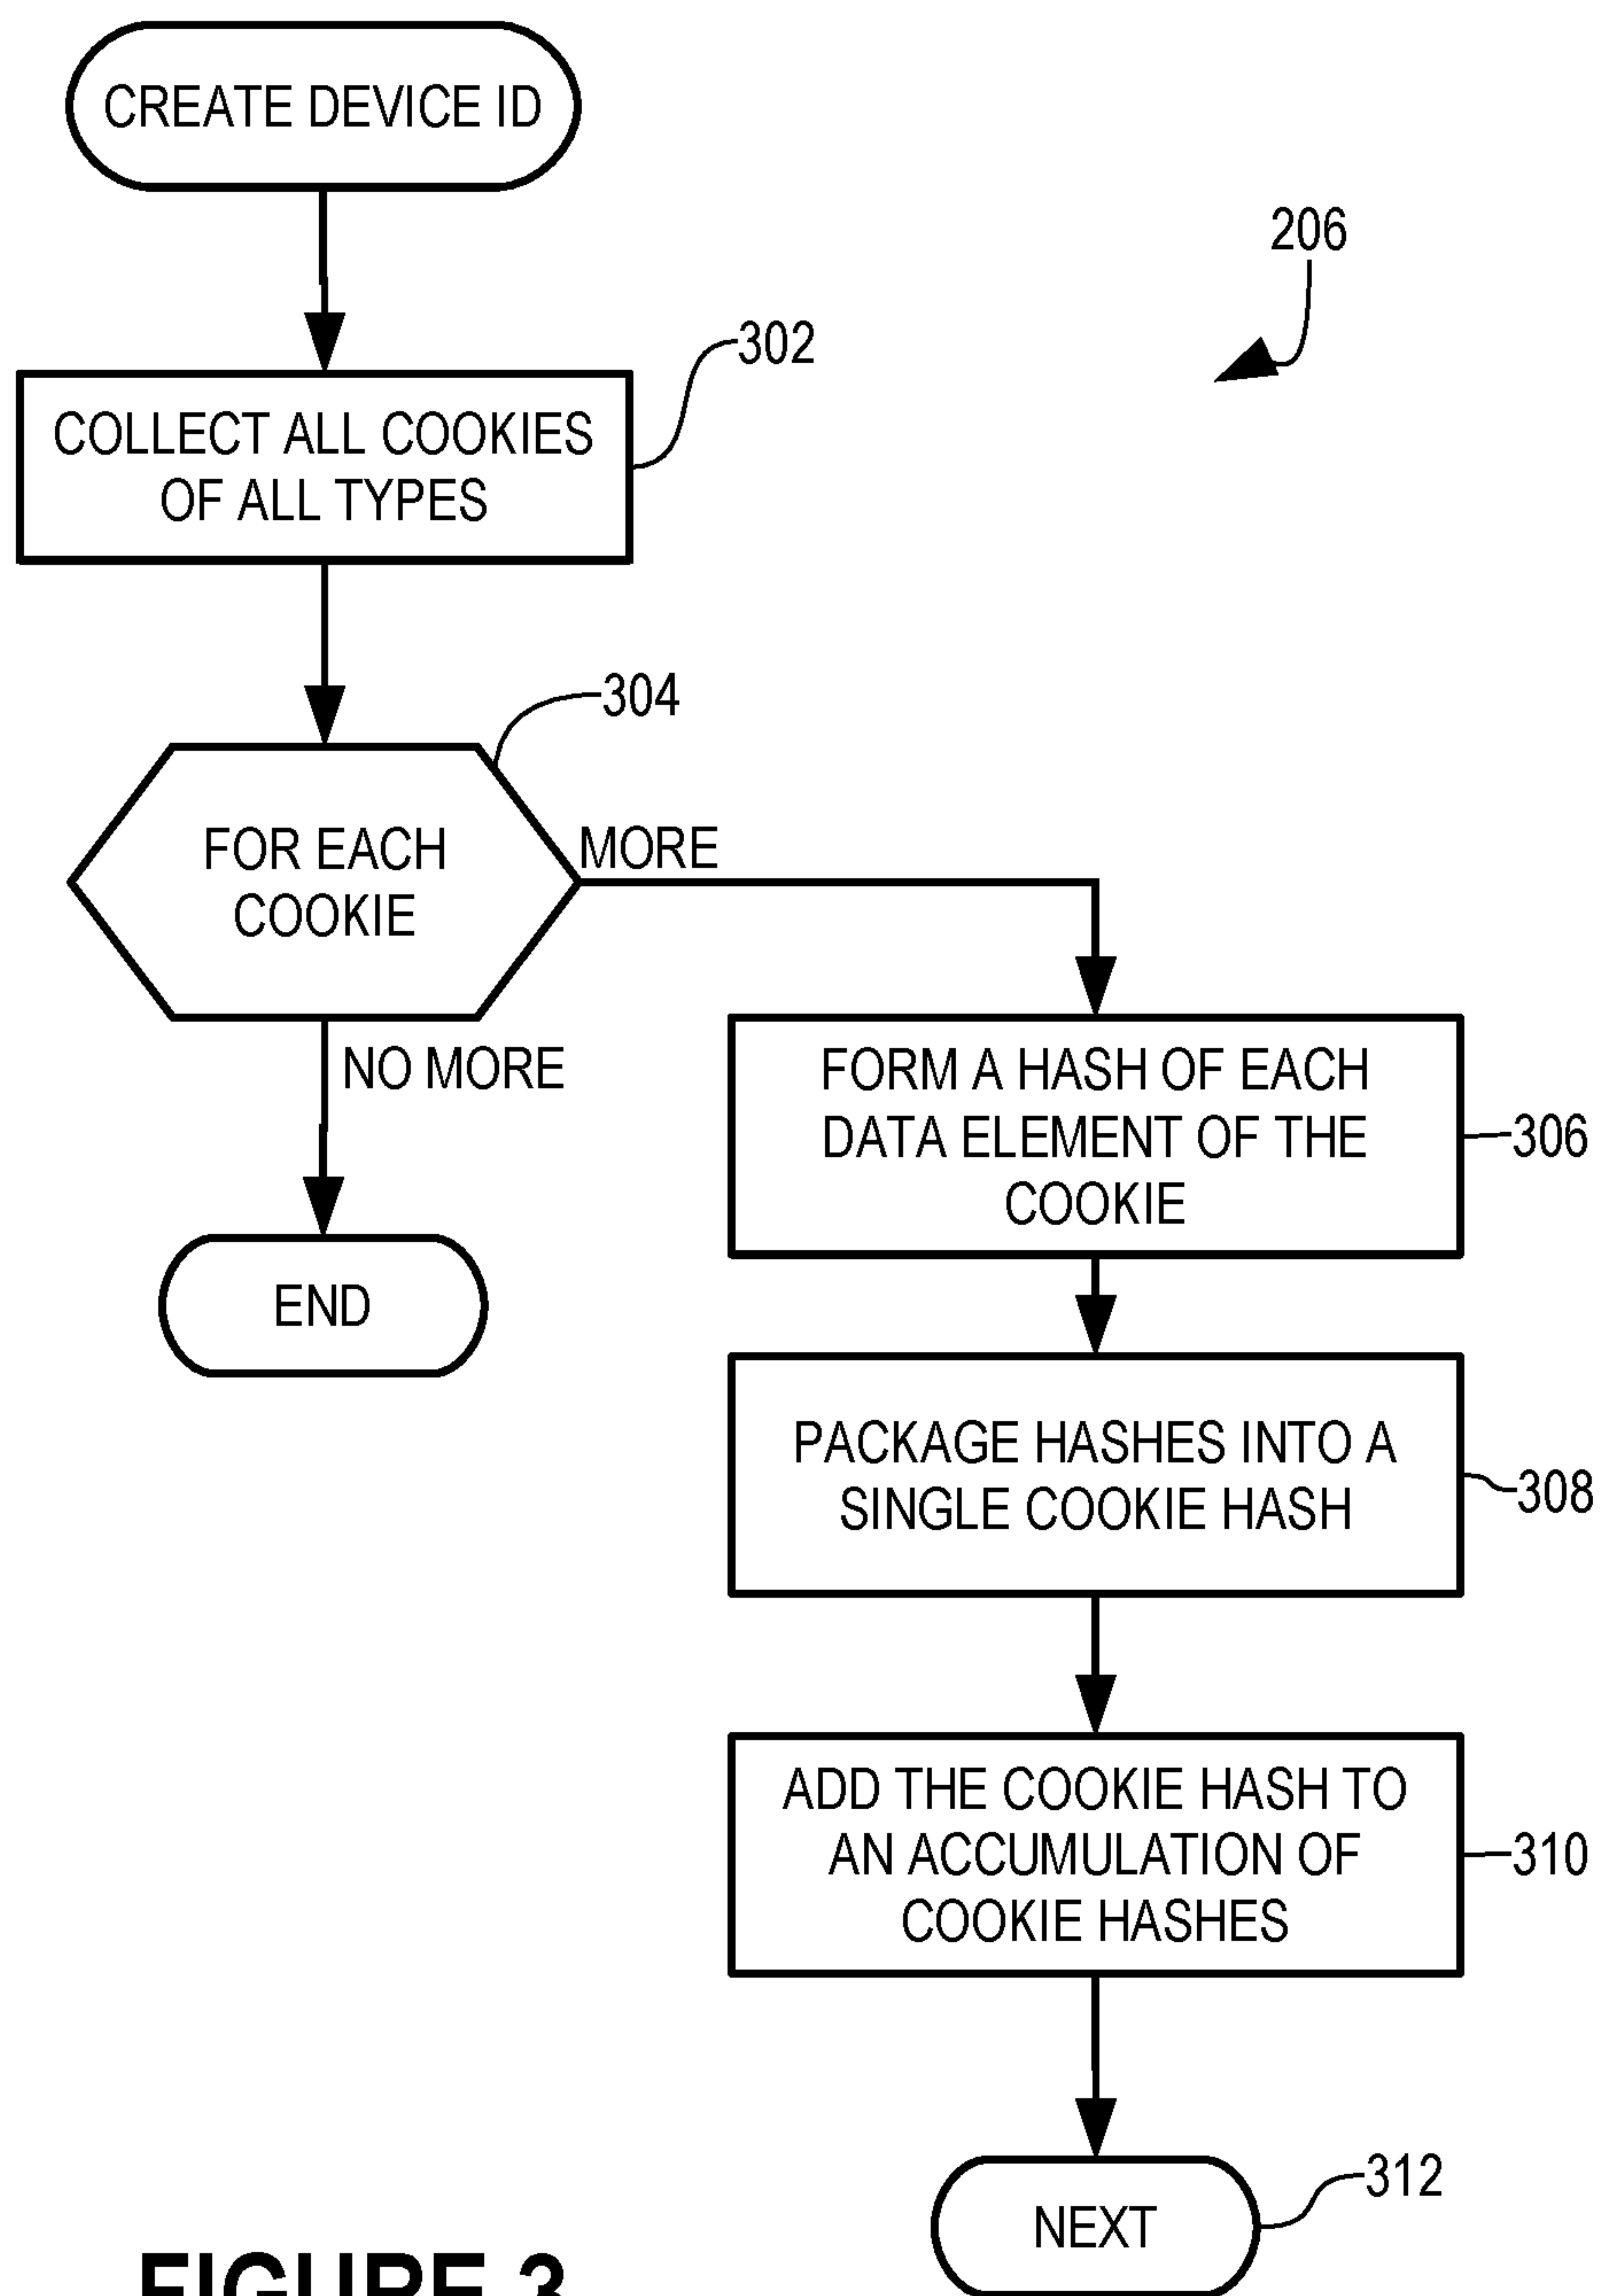 CREATE DEVICE ID
206
302
COLLECT ALL COOKIES
OF ALL TYPES
304
FOR EACH
COOKIE
MORE
NO MORE
END
FORM A HASH OF EACH
DATA ELEMENT OF THE
COOKIE
306
PACKAGE HASHES INTO A
SINGLE COOKIE HASH
308
ADD THE COOKIE HASH TO
AN ACCUMULATION OF
COOKIE HASHES
310
312
NEXT
FIGURE 3